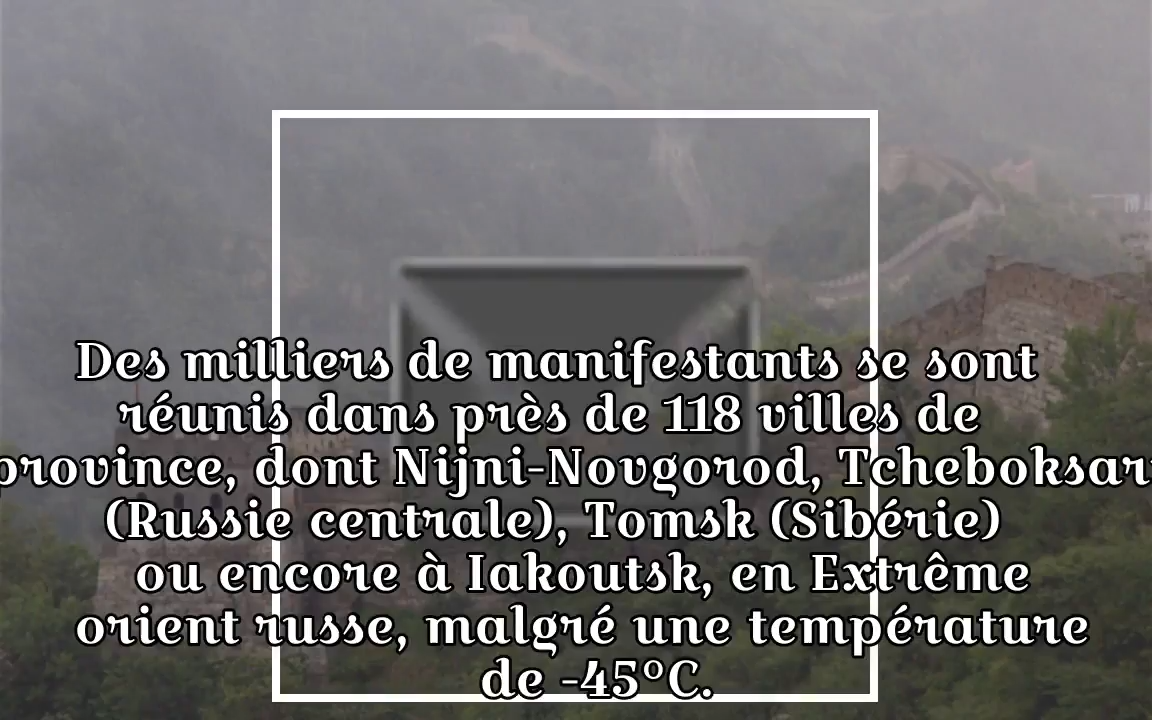 Des milliers de manifestants se sont
réunis dans près de 118 villes de
province, dont Nijni-Novgorod,
(Russie centrale), Tomsk (Sibérie)
ou encore à Iakoutsk, en Extrême
orient russe, malgré une température
de -45°C.